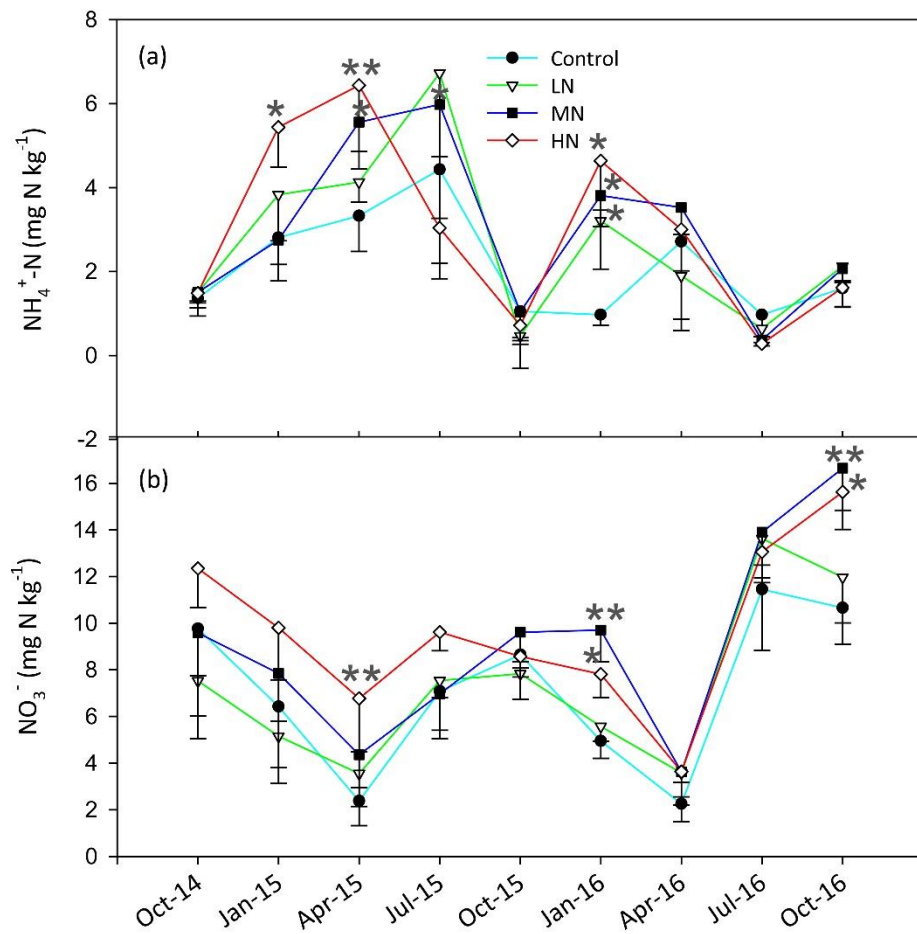 8
(a)
Control
LN
MN
HN
** 
* *
*
6
4
2
0
-2
NH₄⁺-N (mg N kg⁻¹)
*
*
*
(b)
16
14
12
10
8
6
4
2
0
NO₃⁻ (mg N kg⁻¹)
**
**
*
**
*
Oct-14
Jan-15
Apr-15
Jul-15
Oct-15
Jan-16
Apr-16
Jul-16
Oct-16